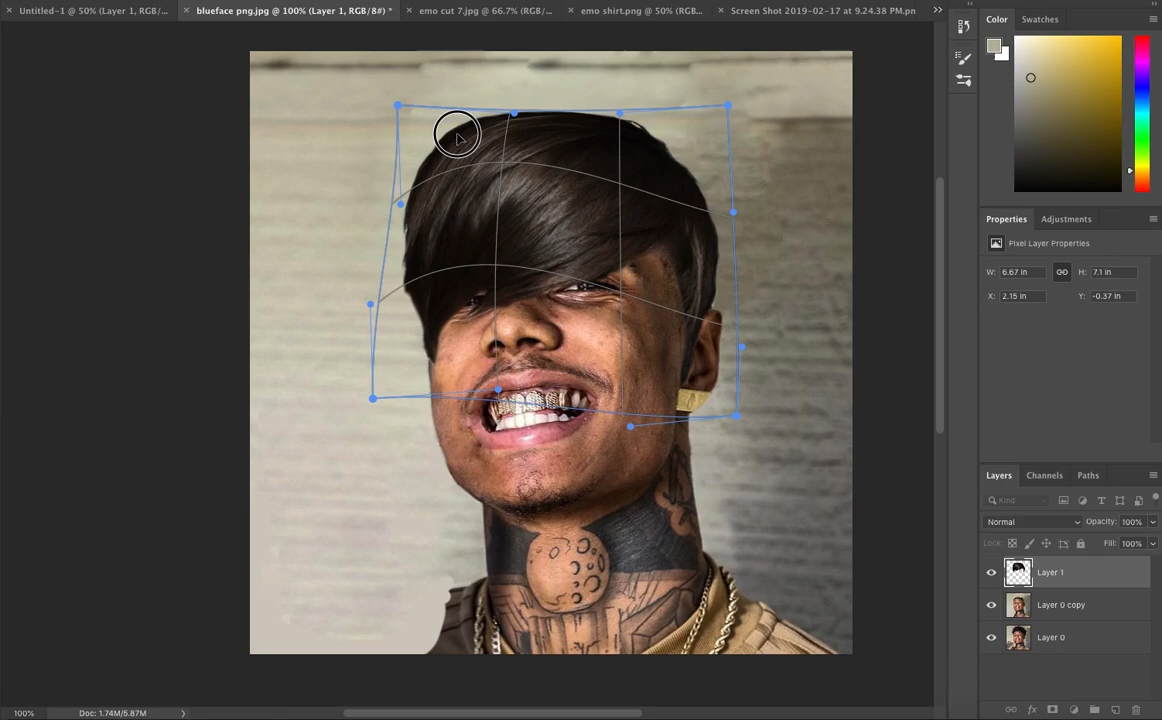 Untitled-1 @ 50% (Layer 1, RGB/...
blueface png.jpg @ 100% (Layer 1, RGB/8#) *
emo cut 7.jpg @ 66.7% (RGB/...
emo shirt.png @ 50% (RGB...
Screen Shot 2019-02-17 at 9.24.38 PM.pn
Color
Swatches
Properties
Adjustments
Pixel Layer Properties
W: 6.67 in
H: 7.1 in
X: 2.15 in
Y: -0.37 in
Layers
Channels
Paths
Kind
Normal
Opacity: 100%
Lock:
Fill: 100%
Layer 1
Layer 0 copy
Layer 0
fx
100%
Doc: 1.74M/5.87M